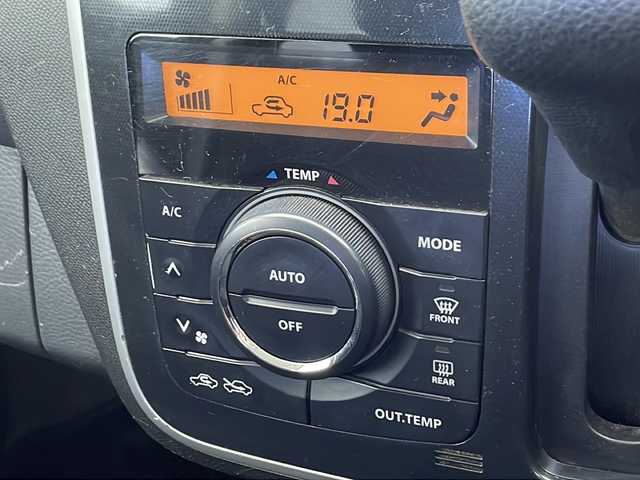 A/C
19.0
TEMP
A/C
MODE
AUTO
OFF
FRONT
REAR
OUT.TEMP